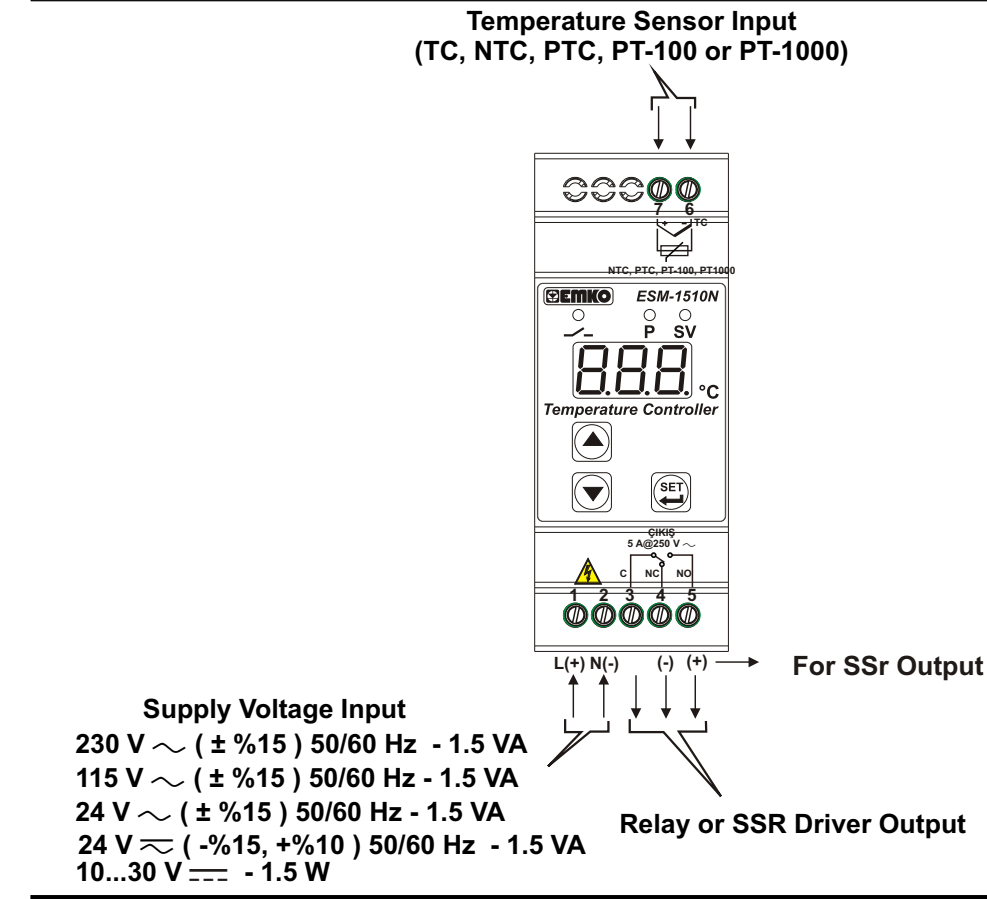 Temperature Sensor Input
(TC, NTC, PTC, PT-100 or PT-1000)
7 6
+ - TC
NTC, PTC, PT-100, PT1000
EMKO ESM-1510N
P SV
8.8.8. °C
Temperature Controller
SET
ÇIKIŞ
5 A@250 V ~
C NC NO
1 2 3 4 5
L(+) N(-) (-) (+) For SSr Output
Supply Voltage Input
230 V ~ ( ± %15 ) 50/60 Hz - 1.5 VA
115 V ~ ( ± %15 ) 50/60 Hz - 1.5 VA
24 V ~ ( ± %15 ) 50/60 Hz - 1.5 VA
24 V ⏦ ( -%15, +%10 ) 50/60 Hz - 1.5 VA
10...30 V ⎓ - 1.5 W
Relay or SSR Driver Output